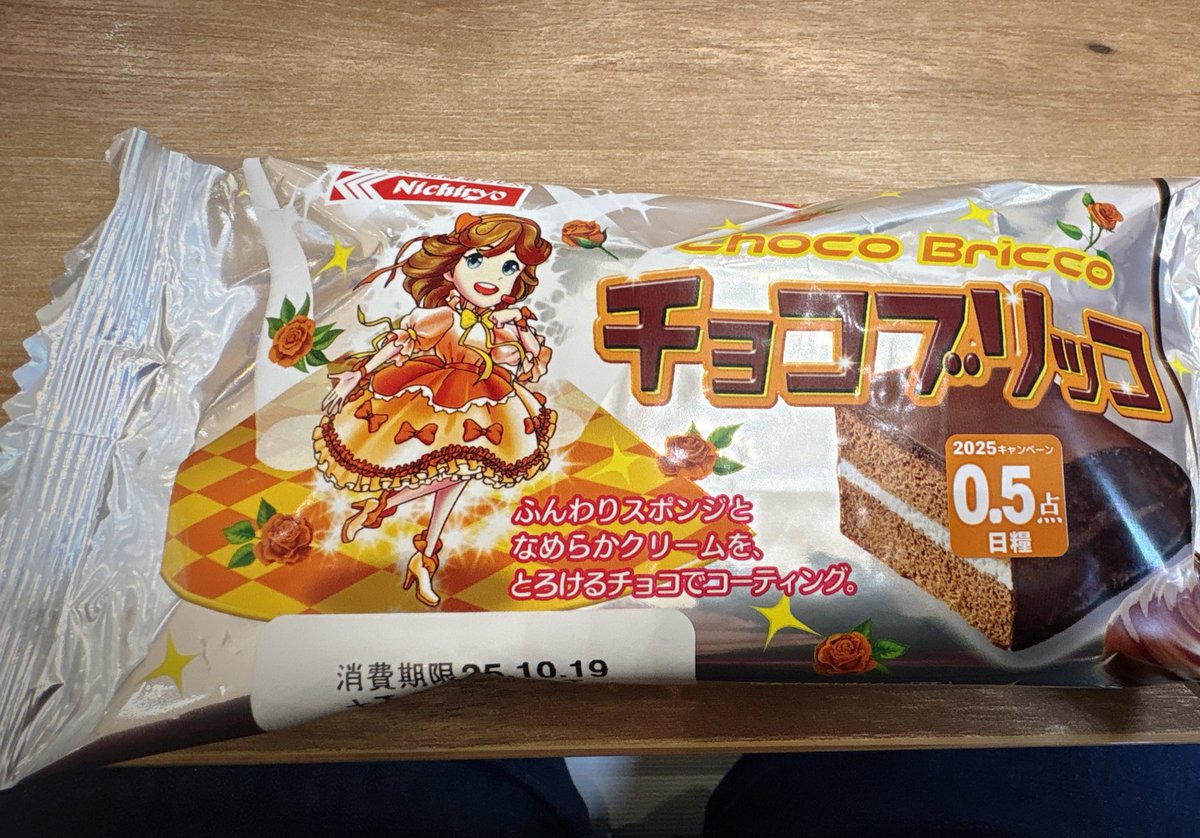 Nichiryo
Choco Bricco
チョコブリッコ
2025キャンペーン
0.5点
日糧
ふんわりスポンジと
なめらかクリームを、
とろけるチョコでコーティング。
消費期限25.10.19